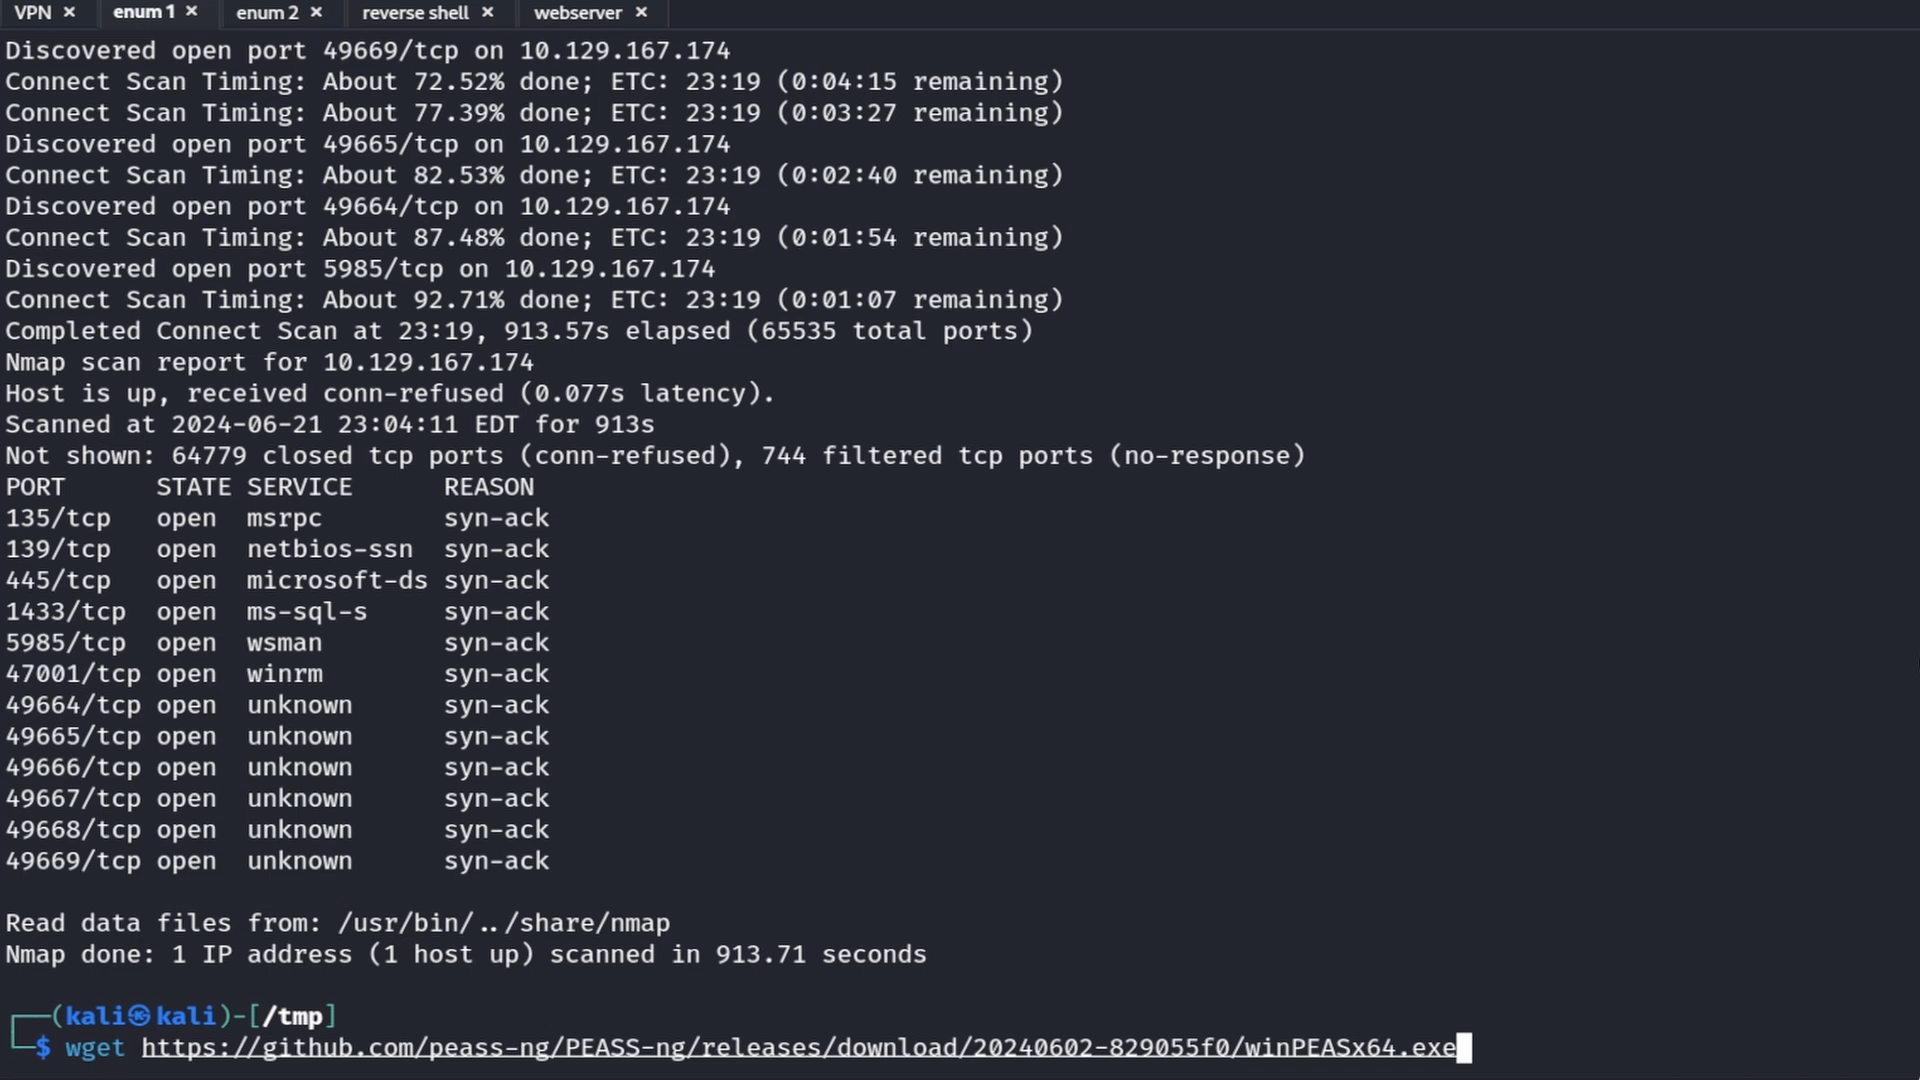 VPN × enum 1 × enum 2 × reverse shell × webserver ×
Discovered open port 49669/tcp on 10.129.167.174
Connect Scan Timing: About 72.52% done; ETC: 23:19 (0:04:15 remaining)
Connect Scan Timing: About 77.39% done; ETC: 23:19 (0:03:27 remaining)
Discovered open port 49665/tcp on 10.129.167.174
Connect Scan Timing: About 82.53% done; ETC: 23:19 (0:02:40 remaining)
Discovered open port 49664/tcp on 10.129.167.174
Connect Scan Timing: About 87.48% done; ETC: 23:19 (0:01:54 remaining)
Discovered open port 5985/tcp on 10.129.167.174
Connect Scan Timing: About 92.71% done; ETC: 23:19 (0:01:07 remaining)
Completed Connect Scan at 23:19, 913.57s elapsed (65535 total ports)
Nmap scan report for 10.129.167.174
Host is up, received conn-refused (0.077s latency).
Scanned at 2024-06-21 23:04:11 EDT for 913s
Not shown: 64779 closed tcp ports (conn-refused), 744 filtered tcp ports (no-response)
PORT      STATE SERVICE      REASON
135/tcp   open  msrpc        syn-ack
139/tcp   open  netbios-ssn  syn-ack
445/tcp   open  microsoft-ds syn-ack
1433/tcp  open  ms-sql-s     syn-ack
5985/tcp  open  wsman        syn-ack
47001/tcp open  winrm        syn-ack
49664/tcp open  unknown      syn-ack
49665/tcp open  unknown      syn-ack
49666/tcp open  unknown      syn-ack
49667/tcp open  unknown      syn-ack
49668/tcp open  unknown      syn-ack
49669/tcp open  unknown      syn-ack
Read data files from: /usr/bin/../share/nmap
Nmap done: 1 IP address (1 host up) scanned in 913.71 seconds
┌──(kali㉿kali)-[/tmp]
└─$ wget https://github.com/peass-ng/PEASS-ng/releases/download/20240602-829055f0/winPEASx64.exe